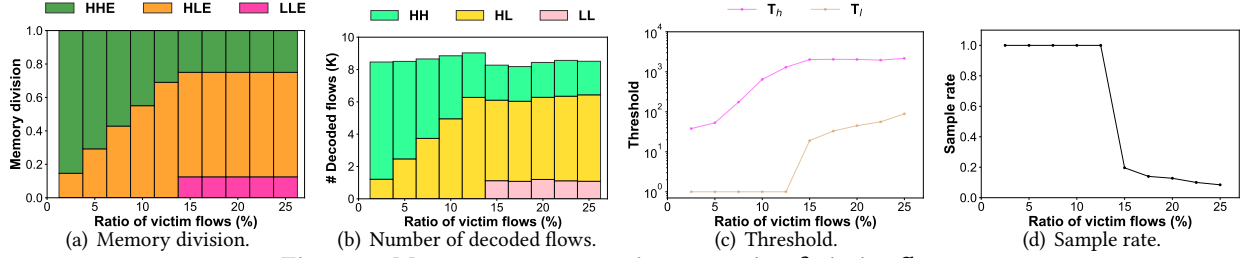 HHE HLE LLE
Memory division
1.0
0.8
0.6
0.4
0.2
0.0
0 5 10 15 20 25
Ratio of victim flows (%)
(a) Memory division.
HH HL LL
# Decoded flows (K)
10
8
6
4
2
0
0 5 10 15 20 25
Ratio of victim flows (%)
(b) Number of decoded flows.
Th Tl
Threshold
10^4
10^3
10^2
10^1
10^0
0 5 10 15 20 25
Ratio of victim flows (%)
(c) Threshold.
Sample rate
1.0
0.8
0.6
0.4
0.2
0.0
0 5 10 15 20 25
Ratio of victim flows (%)
(d) Sample rate.